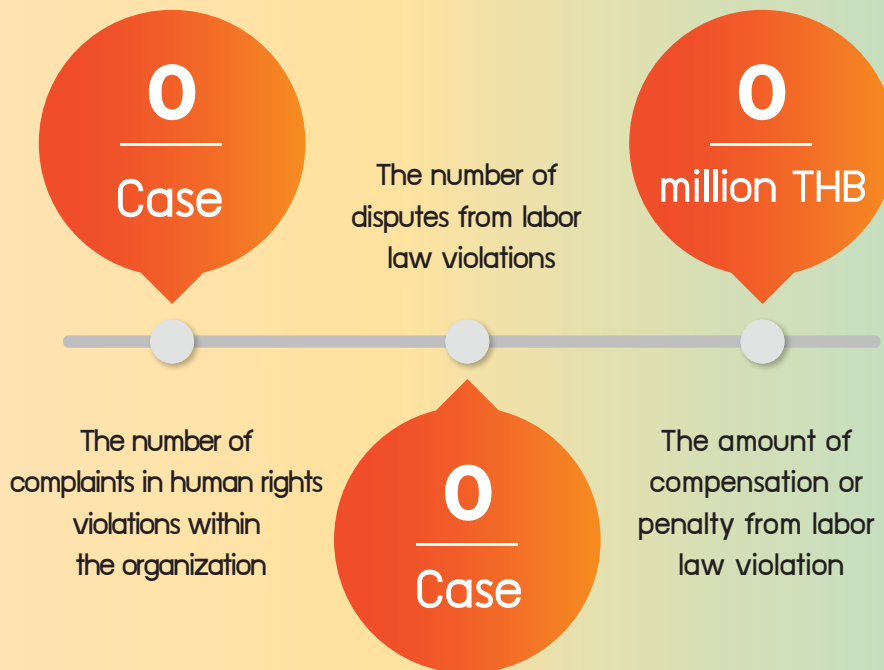 0
Case
The number of
complaints in human rights
violations within
the organization
The number of
disputes from labor
law violations
0
Case
0
million THB
The amount of
compensation or
penalty from labor
law violation